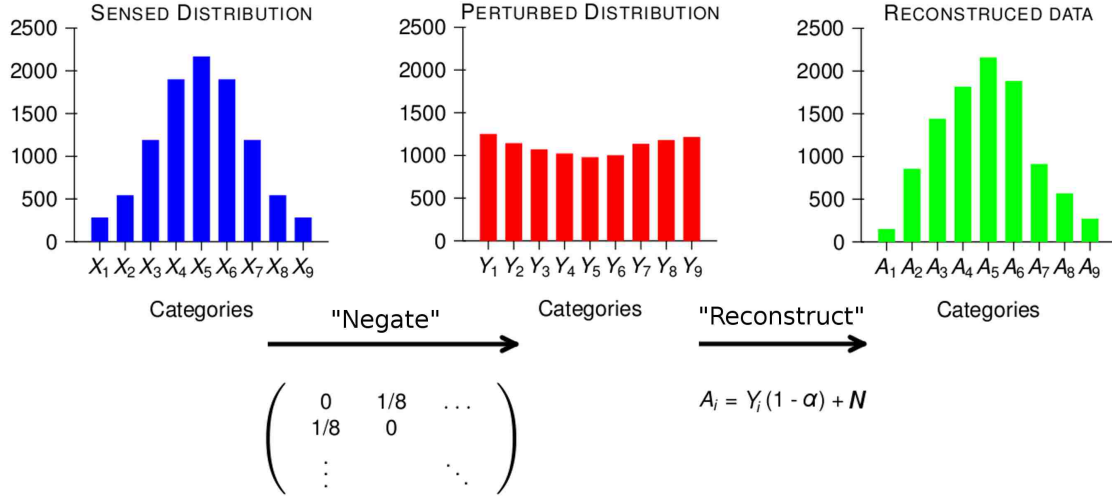 SENSED DISTRIBUTION
2500
2000
1500
1000
500
0
X1 X2 X3 X4 X5 X6 X7 X8 X9
Categories
PERTURBED DISTRIBUTION
2500
2000
1500
1000
500
0
Y1 Y2 Y3 Y4 Y5 Y6 Y7 Y8 Y9
Categories
RECONSTRUCED DATA
2500
2000
1500
1000
500
0
A1 A2 A3 A4 A5 A6 A7 A8 A9
Categories
"Negate"
0 1/8 ...
1/8 0
⋮ ⋱
"Reconstruct"
Ai = Yi (1 - α) + N